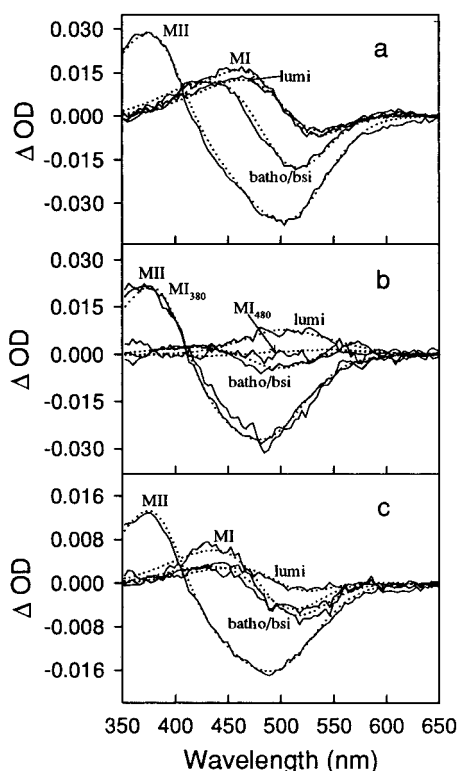 a
MII
MI
lumi
batho/bsi
Δ OD
0.030
0.015
0.000
-0.015
-0.030
b
MII
MI380
MI480
lumi
batho/bsi
Δ OD
0.030
0.015
0.000
-0.015
-0.030
c
MII
MI
lumi
batho/bsi
Δ OD
0.016
0.008
0.000
-0.008
-0.016
350 400 450 500 550 600 650
Wavelength (nm)